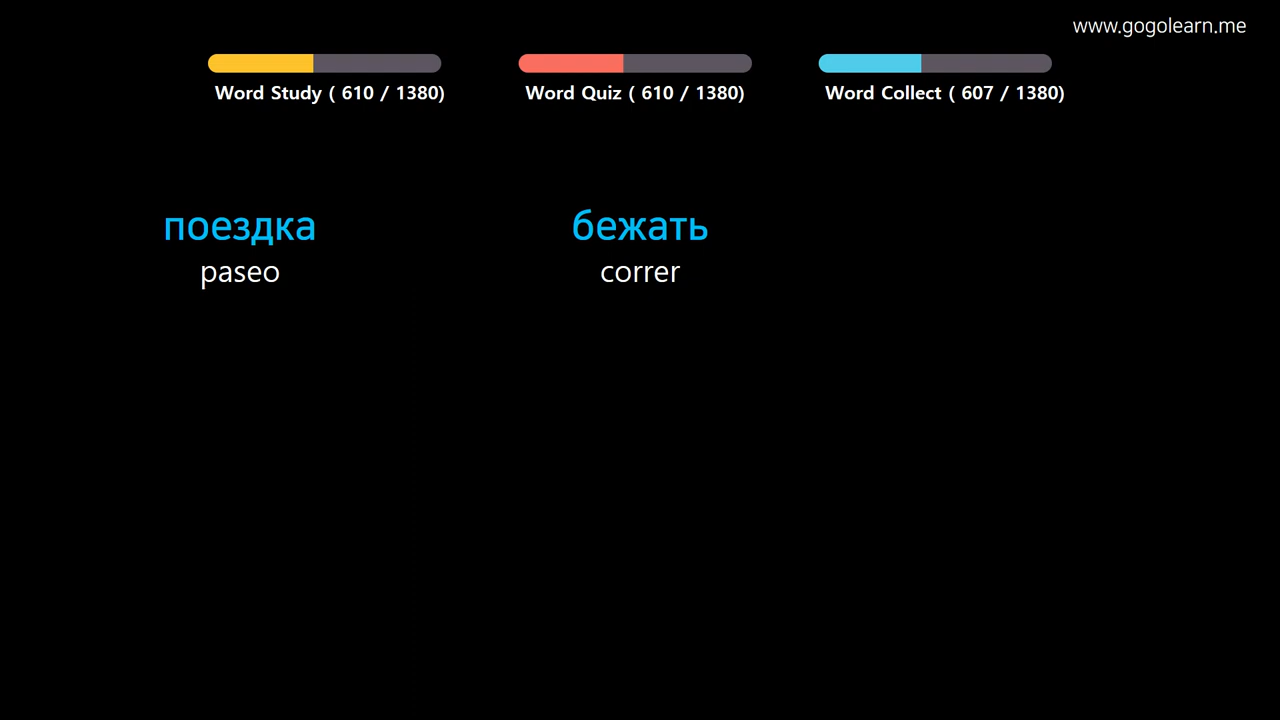 www.gogolearn.me
Word Study ( 610 / 1380)
Word Quiz ( 610 / 1380)
Word Collect ( 607 / 1380)
поездка
paseo
бежать
correr